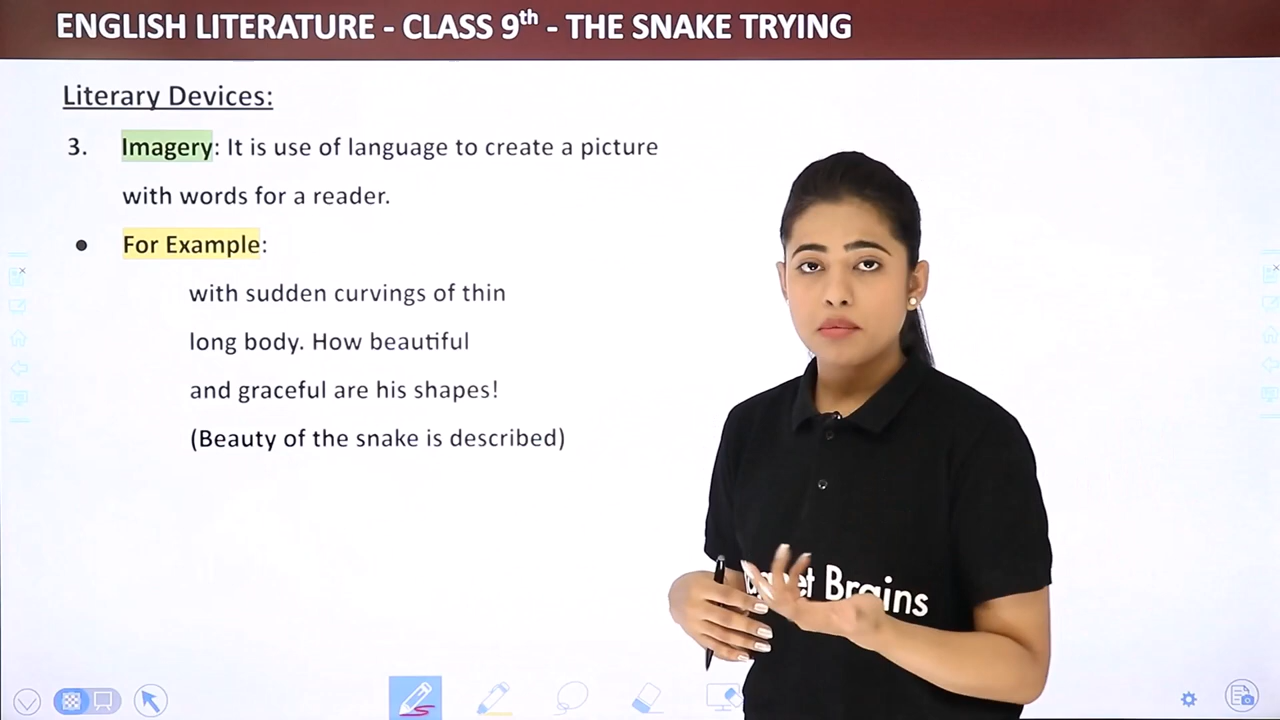 ENGLISH LITERATURE - CLASS 9th - THE SNAKE TRYING
Literary Devices:
3. Imagery: It is use of language to create a picture
with words for a reader.
● For Example:
with sudden curvings of thin
long body. How beautiful
and graceful are his shapes!
(Beauty of the snake is described)
Brains